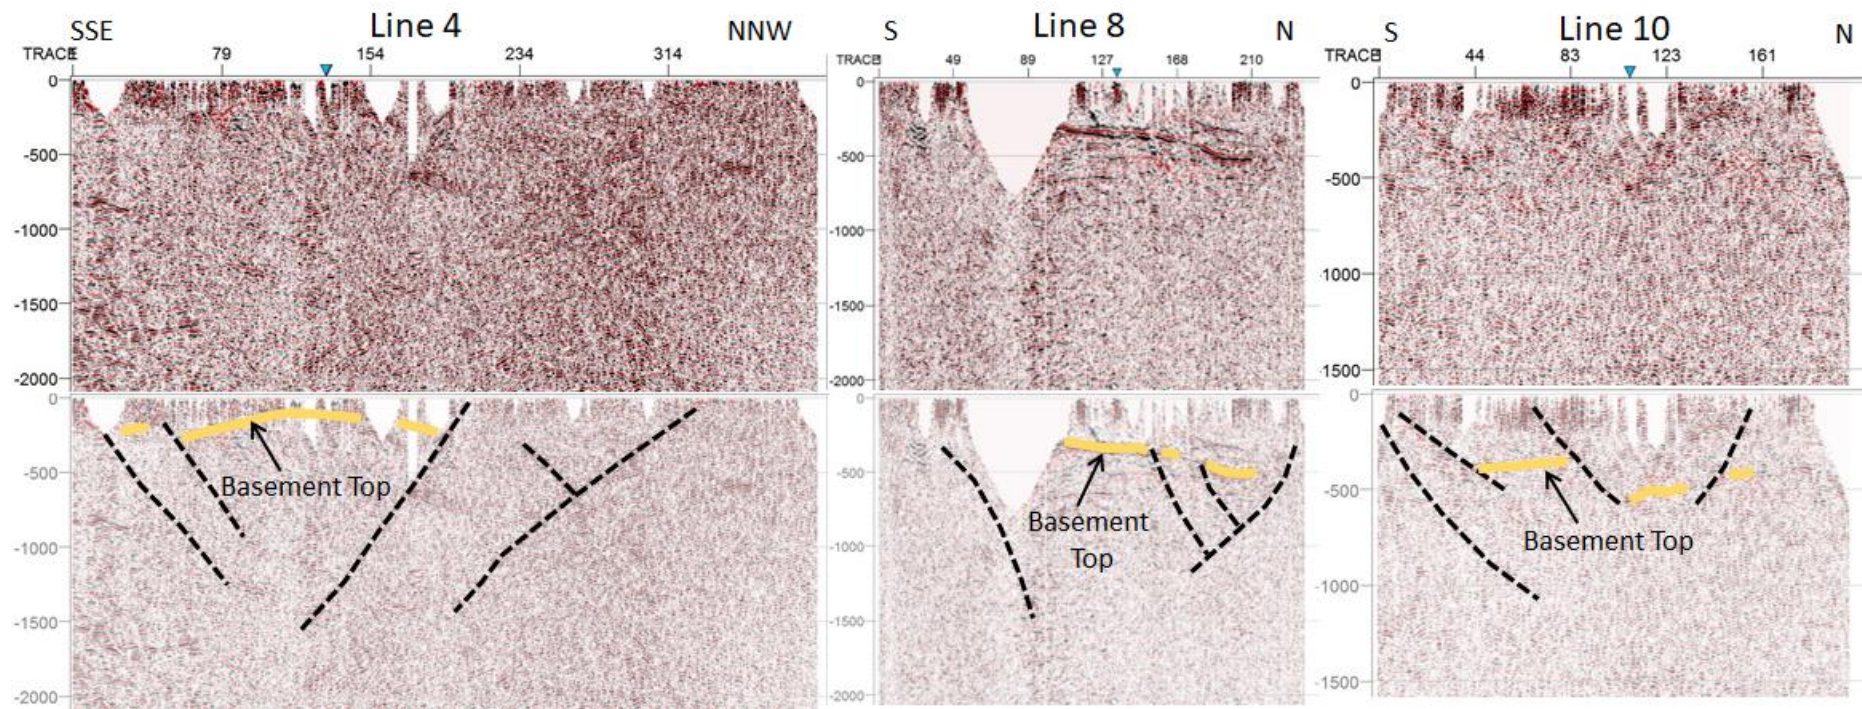 SSE Line 4 NNW
TRACE 79 154 234 314
0
-500
-1000
-1500
-2000
0
-500
-1000
-1500
-2000
Basement Top
S Line 8 N
TRACE 49 89 127 168 210
0
-500
-1000
-1500
-2000
0
-500
-1000
-1500
-2000
Basement
Top
S Line 10 N
TRACE 44 83 123 161
0
-500
1000
1500
0
-500
-1000
-1500
Basement Top